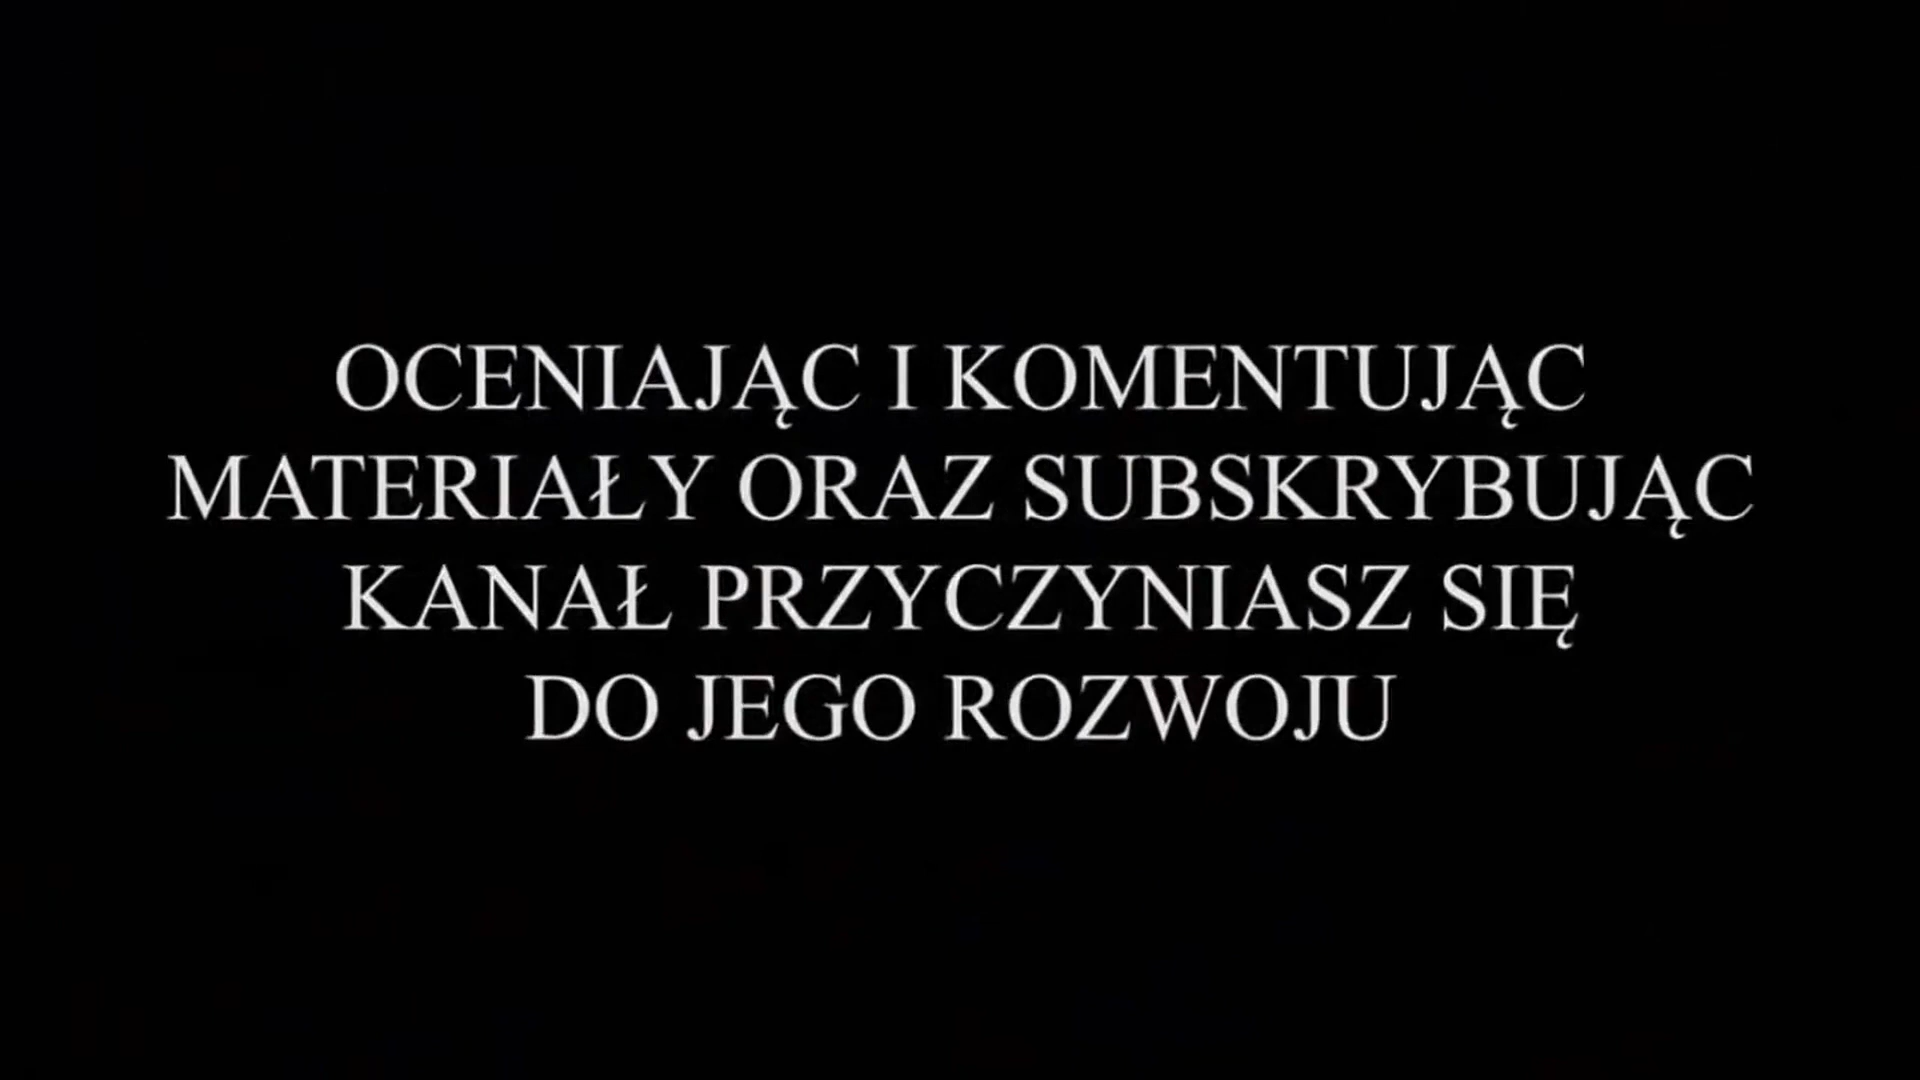 OCENIAJĄC I KOMENTUJĄC
MATERIAŁY ORAZ SUBSKRYBUJĄC
KANAŁ PRZYCZYNIASZ SIĘ
DO JEGO ROZWOJU